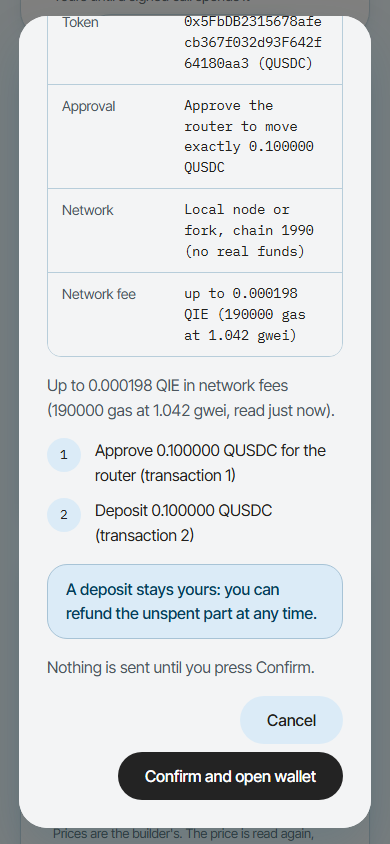 Token
0x5FbDB2315678afe
cb367f032d93F642f
64180aa3 (QUSDC)
Approval
Approve the
router to move
exactly 0.100000
QUSDC
Network
Local node or
fork, chain 1990
(no real funds)
Network fee
up to 0.000198
QIE (190000 gas
at 1.042 gwei)
Up to 0.000198 QIE in network fees
(190000 gas at 1.042 gwei, read just now).
1
Approve 0.100000 QUSDC for the
router (transaction 1)
2
Deposit 0.100000 QUSDC
(transaction 2)
A deposit stays yours: you can
refund the unspent part at any time.
Nothing is sent until you press Confirm.
Cancel
Confirm and open wallet
Prices are the builder's. The price is read again,